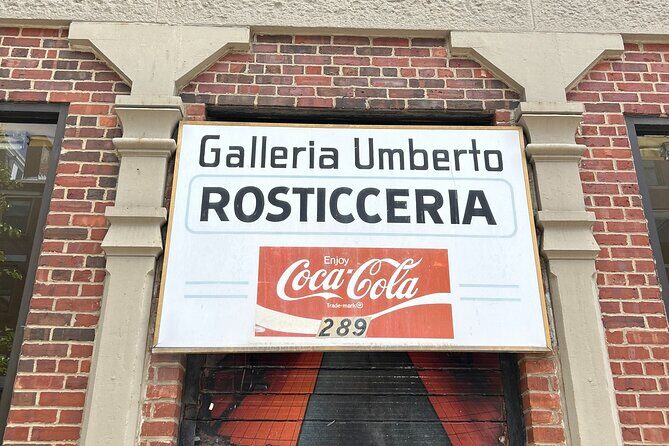 Galleria Umberto
ROSTICCERIA
Enjoy
Coca-Cola
Trade-mark®
289